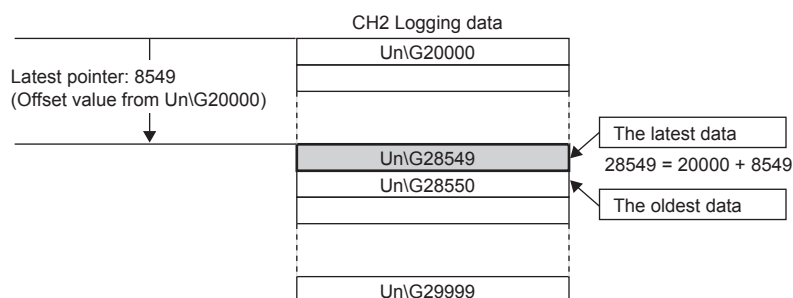 CH2 Logging data
Un\G20000
Latest pointer: 8549
(Offset value from Un\G20000)
The latest data
Un\G28549
28549 = 20000 + 8549
Un\G28550
The oldest data
Un\G29999